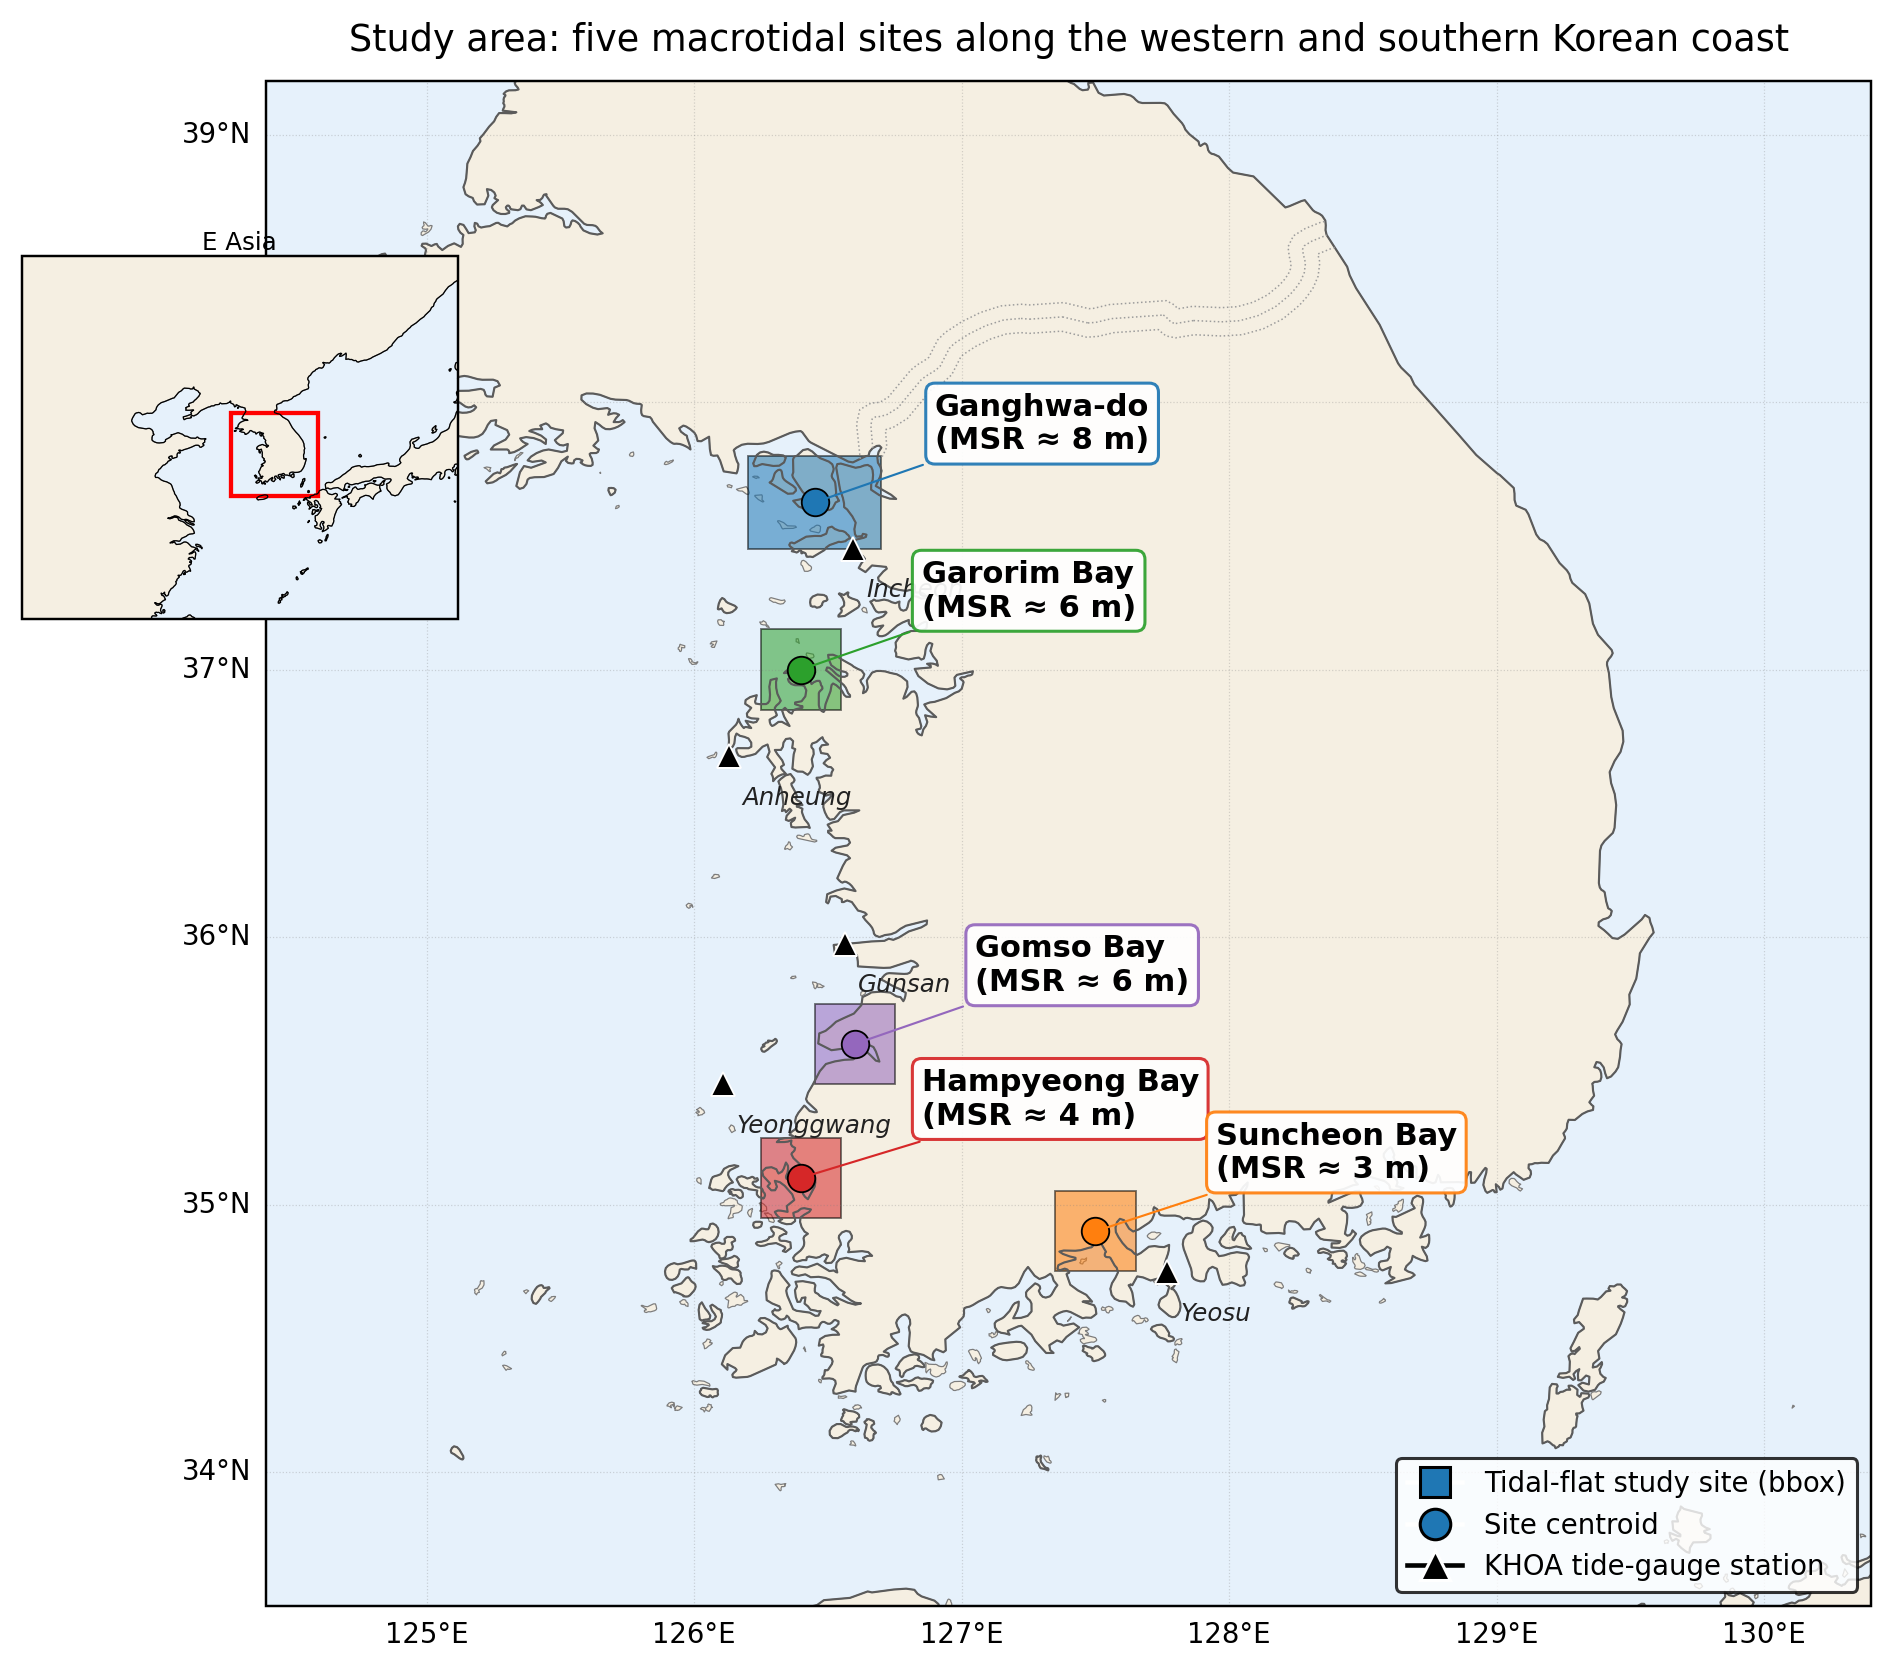 Study area: five macrotidal sites along the western and southern Korean coast
39°N
E Asia
Ganghwa-do
(MSR ≈ 8 m)
Garorim Bay
(MSR ≈ 6 m)
37°N
Anheung
36°N
Gomso Bay
(MSR ≈ 6 m)
Gunsan
Hampyeong Bay
(MSR ≈ 4 m)
Yeonggwang
Suncheon Bay
(MSR ≈ 3 m)
35°N
Yeosu
34°N
Tidal-flat study site (bbox)
Site centroid
KHOA tide-gauge station
125°E
126°E
127°E
128°E
129°E
130°E